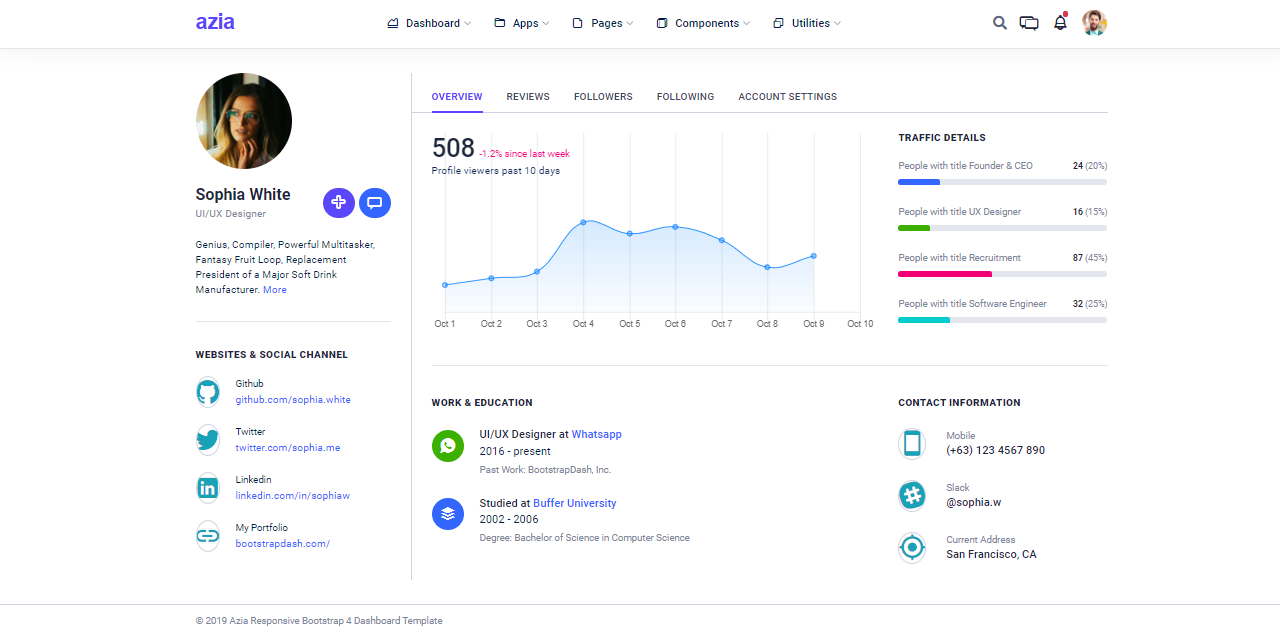 azia
Dashboard
Apps
Pages
Components
Utilities
Sophia White
UI/UX Designer
Genius, Compiler, Powerful Multitasker,
Fantasy Fruit Loop, Replacement
President of a Major Soft Drink
Manufacturer. More
WEBSITES & SOCIAL CHANNEL
Github
github.com/sophia.white
Twitter
twitter.com/sophia.me
Linkedin
linkedin.com/in/sophiaw
My Portfolio
bootstrapdash.com/
OVERVIEW
REVIEWS
FOLLOWERS
FOLLOWING
ACCOUNT SETTINGS
508 -1.2% since last week
Profile viewers past 10 days
Oct 1
Oct 2
Oct 3
Oct 4
Oct 5
Oct 6
Oct 7
Oct 8
Oct 9
Oct 10
TRAFFIC DETAILS
People with title Founder & CEO 24 (20%)
People with title UX Designer 16 (15%)
People with title Recruitment 87 (45%)
People with title Software Engineer 32 (25%)
WORK & EDUCATION
UI/UX Designer at Whatsapp
2016 - present
Past Work: BootstrapDash, Inc.
Studied at Buffer University
2002 - 2006
Degree: Bachelor of Science in Computer Science
CONTACT INFORMATION
Mobile
(+63) 123 4567 890
Slack
@sophia.w
Current Address
San Francisco, CA
© 2019 Azia Responsive Bootstrap 4 Dashboard Template